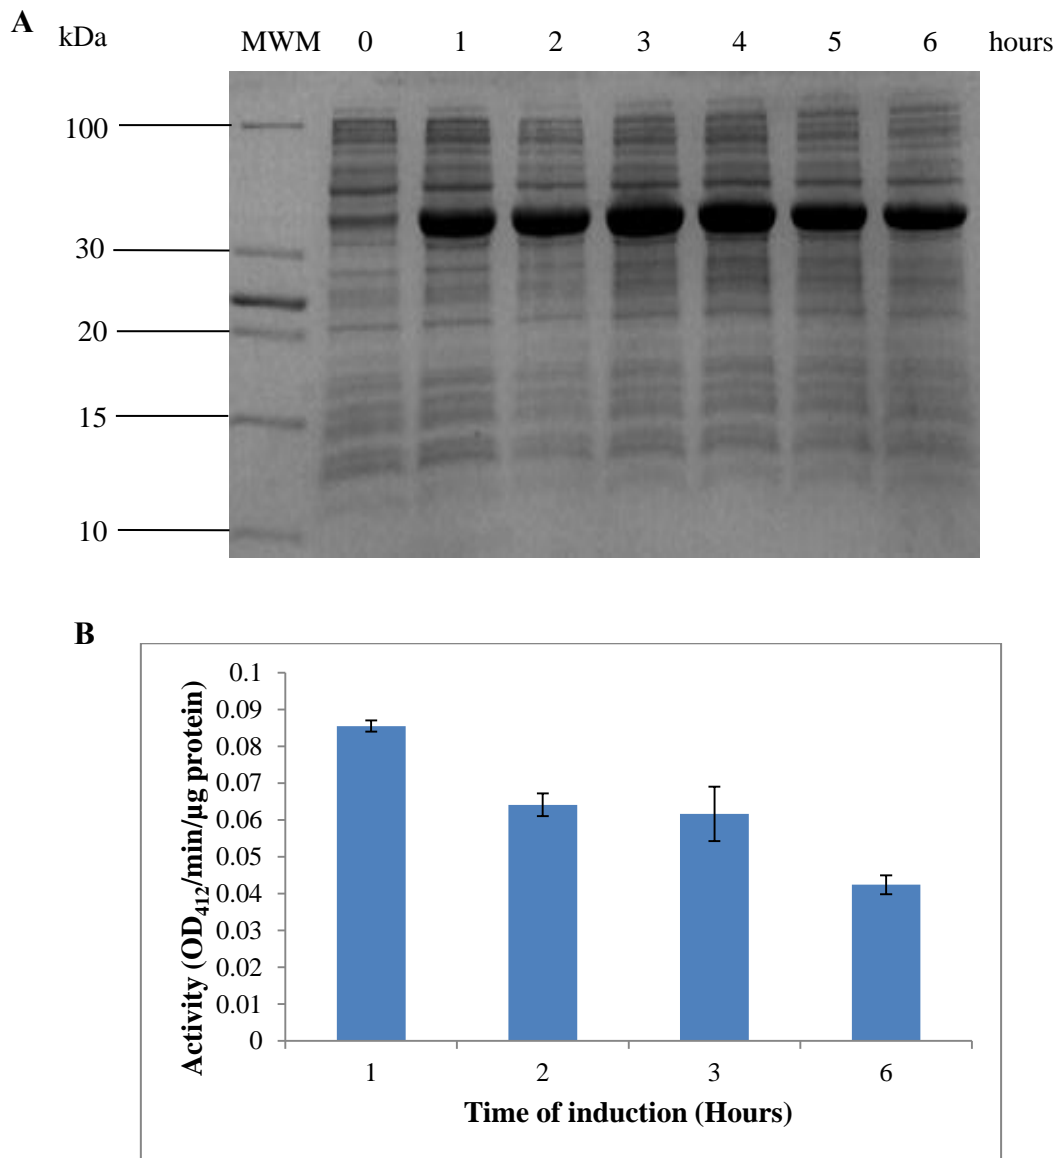 A
kDa MWM 0 1 2 3 4 5 6 hours
100
30
20
15
10
B
0.1
0.09
0.08
0.07
0.06
0.05
0.04
0.03
0.02
0.01
0
Activity (OD412/min/µg protein)
1 2 3 6
Time of induction (Hours)